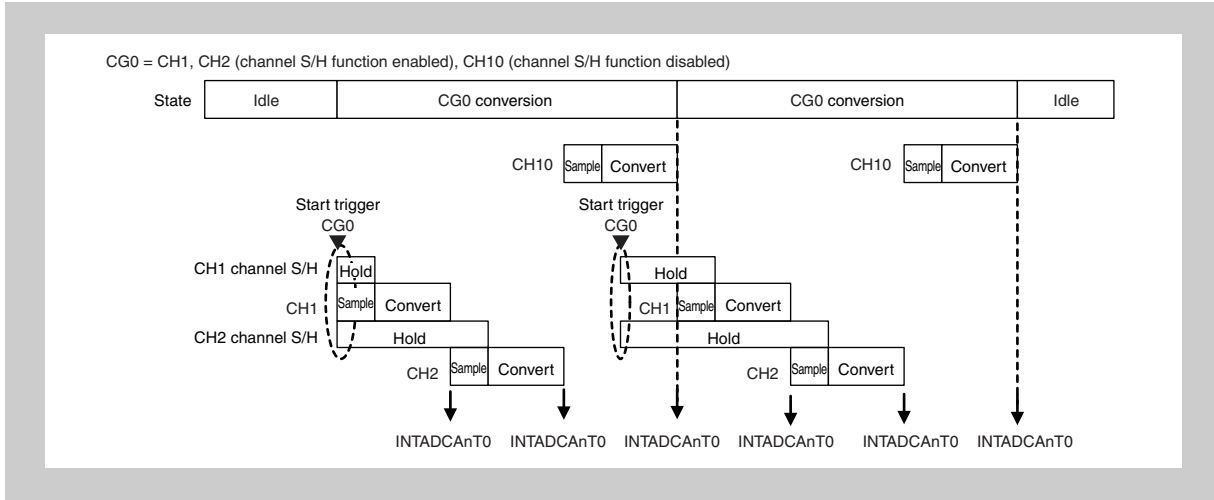 CG0 = CH1, CH2 (channel S/H function enabled), CH10 (channel S/H function disabled)
State Idle CG0 conversion CG0 conversion Idle
CH10 Sample Convert CH10 Sample Convert
Start trigger Start trigger
CG0 CG0
CH1 channel S/H Hold Hold
CH1 Sample Convert CH1 Sample Convert
CH2 channel S/H Hold Hold
CH2 Sample Convert CH2 Sample Convert
INTADCAnT0 INTADCAnT0 INTADCAnT0 INTADCAnT0 INTADCAnT0 INTADCAnT0